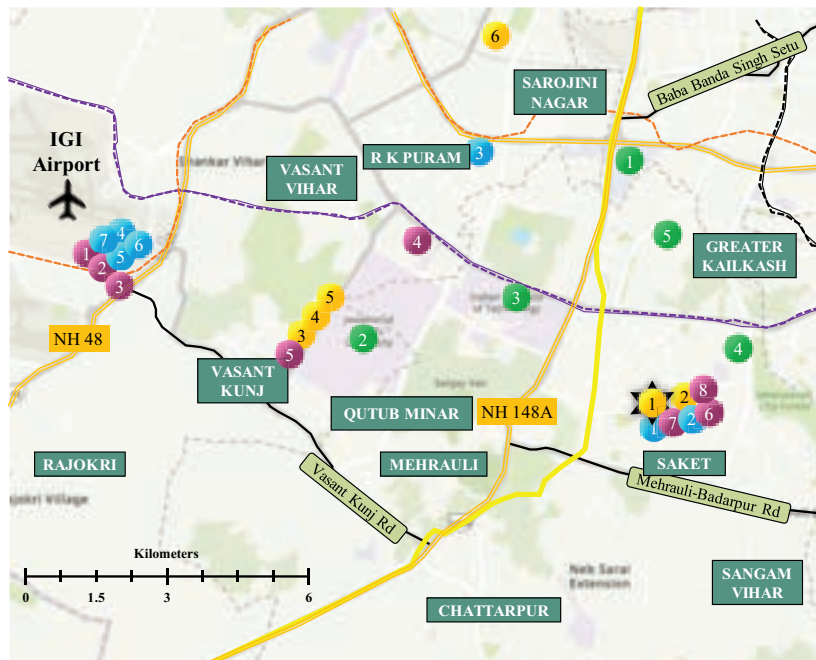 6
Baba Banda Singh Setu
SAROJINI
NAGAR
IGI
Airport
Shankar Vihar
VASANT
VIHAR
R K PURAM
3
1
7
4
6
1
5
2
3
4
5
GREATER
KAILKASH
5
4
3
3
2
4
5
NH 48
VASANT
KUNJ
QUTUB MINAR
NH 148A
1
2
8
1
7
2
6
RAJOKRI
MEHRAULI
SAKET
Vasant Kunj Rd
Mehrauli-Badarpur Rd
Rajokri Village
Kilometers
0
1.5
3
6
Neb Sarai
Extension
SANGAM
VIHAR
CHATTARPUR